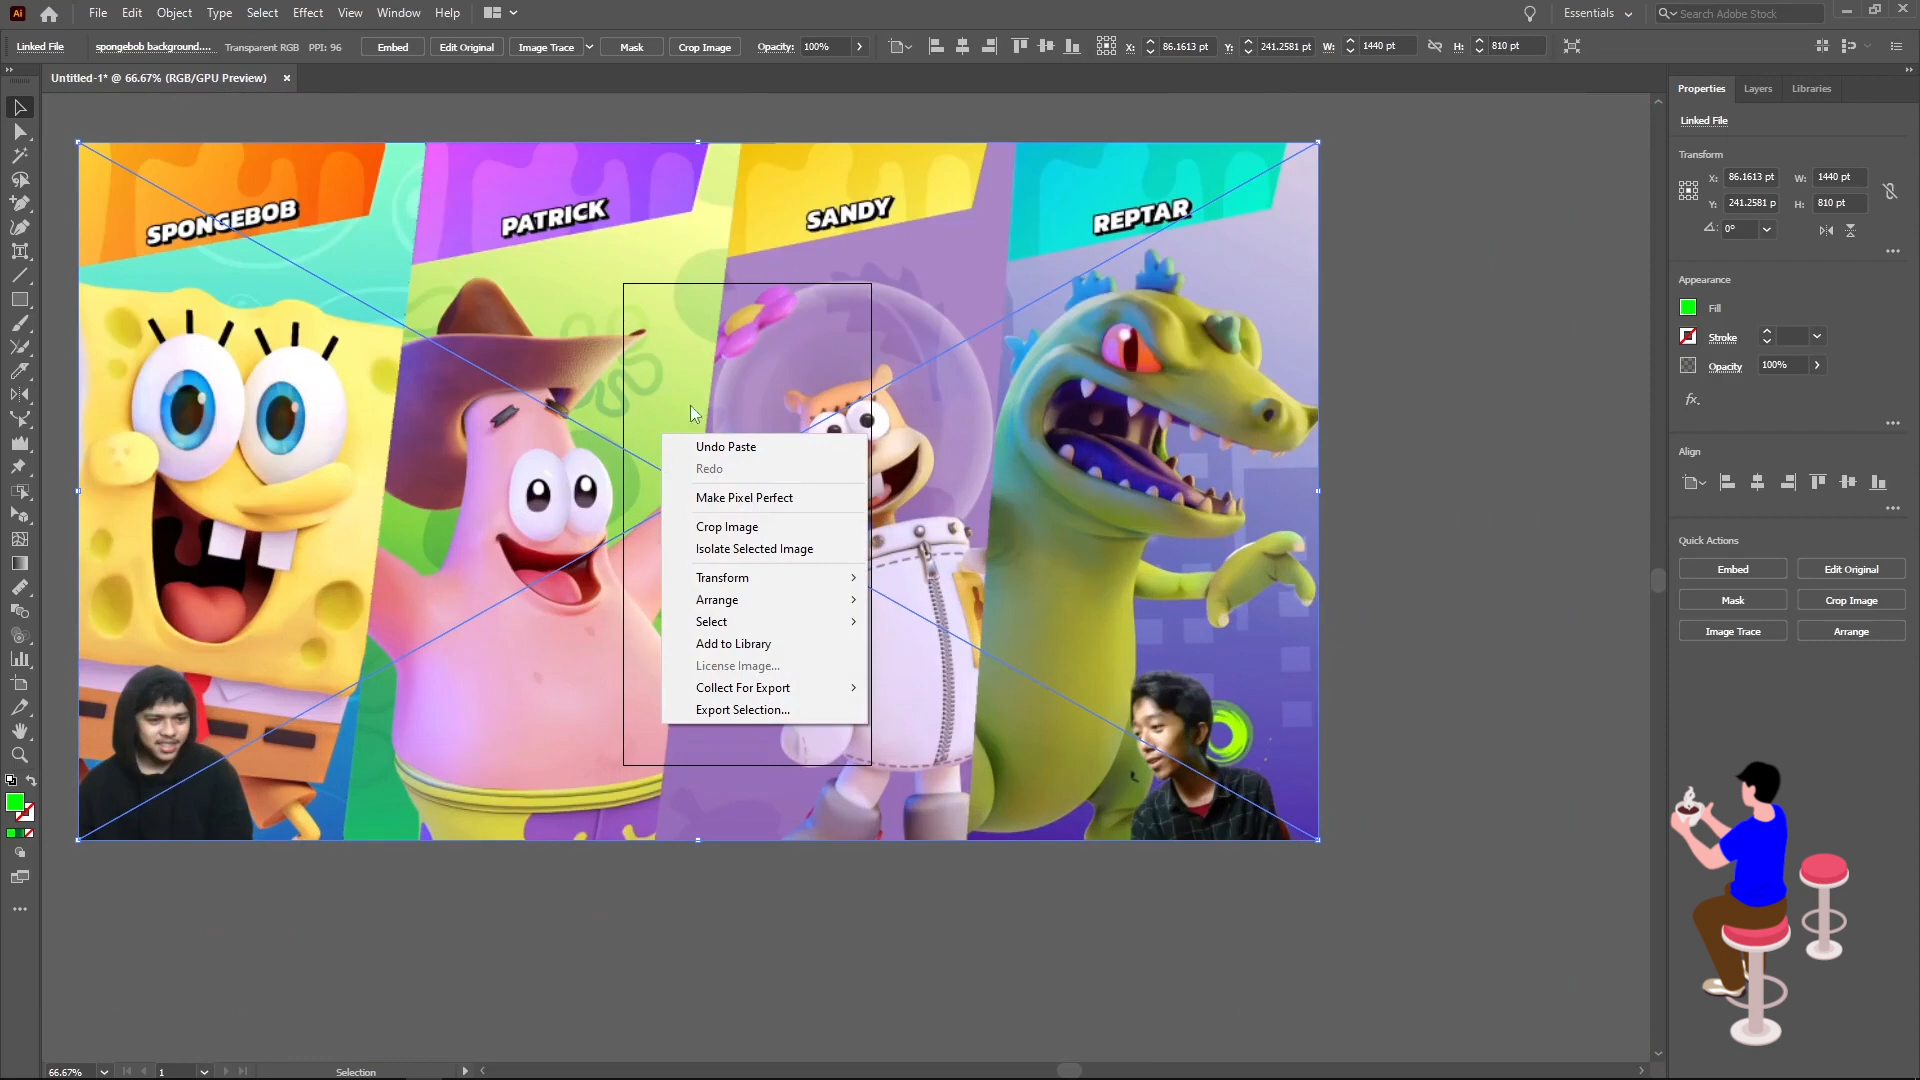 Ai File Edit Object Type Select Effect View Window Help Essentials Search Adobe Stock
Linked File spongebob background.... Transparent RGB PPI: 96 Embed Edit Original Image Trace Mask Crop Image Opacity: 100% X: 86.1613 pt Y: 241.2581 pt W: 1440 pt H: 810 pt
Untitled-1* @ 66.67% (RGB/GPU Preview)
Properties Layers Libraries
Linked File
Transform
X: 86.1613 pt W: 1440 pt
Y: 241.2581 p H: 810 pt
0°
Appearance
Fill
Stroke
Opacity 100%
fx.
Align
Quick Actions
Embed Edit Original
Mask Crop Image
Image Trace Arrange
SPONGEBOB
PATRICK
SANDY
REPTAR
Undo Paste
Redo
Make Pixel Perfect
Crop Image
Isolate Selected Image
Transform
Arrange
Select
Add to Library
License Image...
Collect For Export
Export Selection...
66.67% 1 Selection